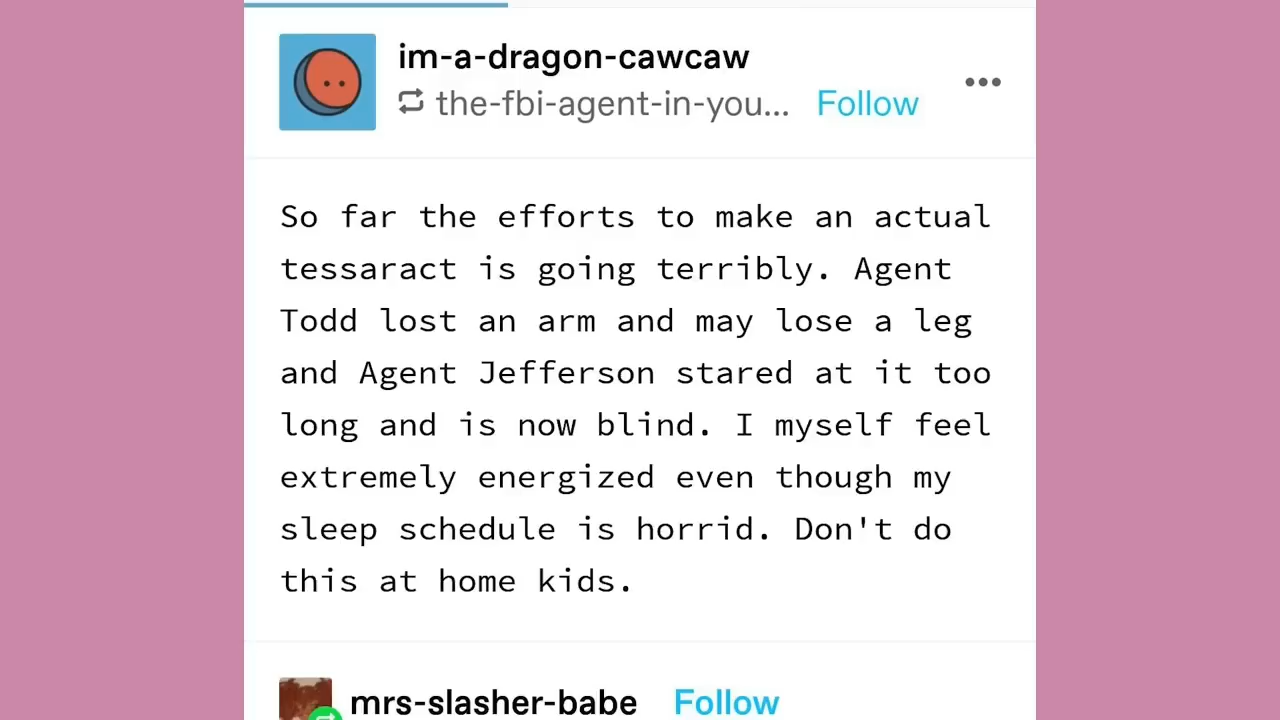 im-a-dragon-cawcaw
the-fbi-agent-in-you... Follow
So far the efforts to make an actual
tessaract is going terribly. Agent
Todd lost an arm and may lose a leg
and Agent Jefferson stared at it too
long and is now blind. I myself feel
extremely energized even though my
sleep schedule is horrid. Don't do
this at home kids.
mrs-slasher-babe Follow